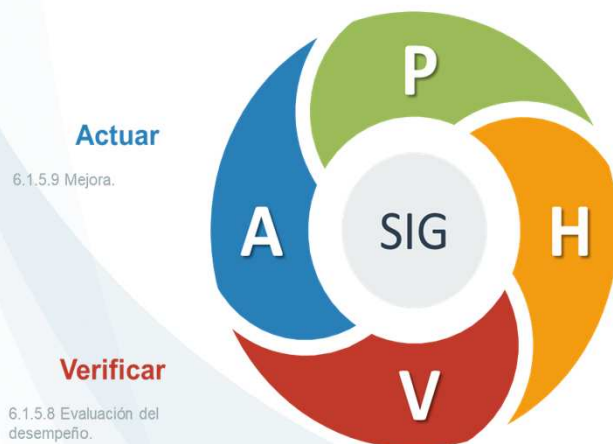 P
Actuar
6.1.5.9 Mejora.
A
SIG
H
Verificar
6.1.5.8 Evaluación del
desempeño.
V